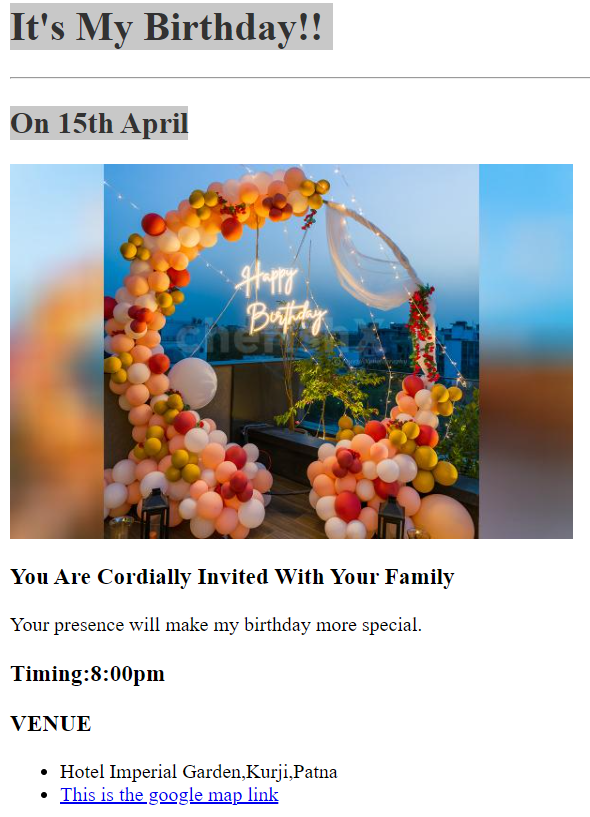 It's My Birthday!!
On 15th April
Happy
Birthday
You Are Cordially Invited With Your Family
Your presence will make my birthday more special.
Timing:8:00pm
VENUE
Hotel Imperial Garden,Kurji,Patna
This is the google map link